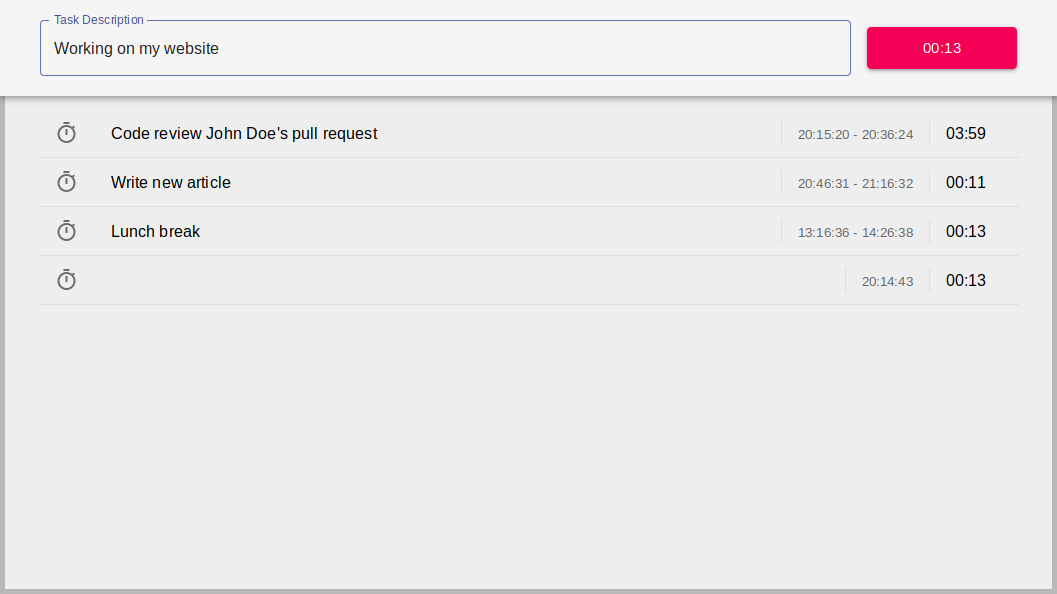 Task Description
Working on my website 00:13
Code review John Doe's pull request 20:15:20 - 20:36:24 03:59
Write new article 20:46:31 - 21:16:32 00:11
Lunch break 13:16:36 - 14:26:38 00:13
20:14:43 00:13